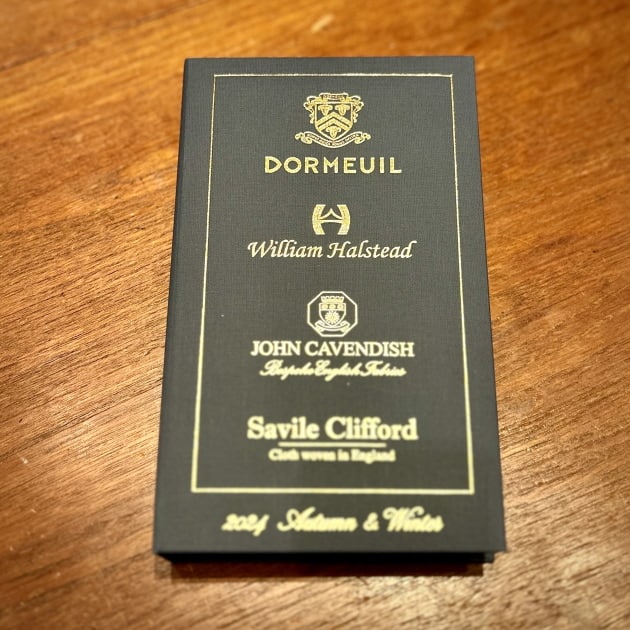 DORMEUIL
William Halstead
JOHN CAVENDISH
Bespoke English Fabrics
Savile Clifford
Cloth woven in England
2024 Autumn & Winter